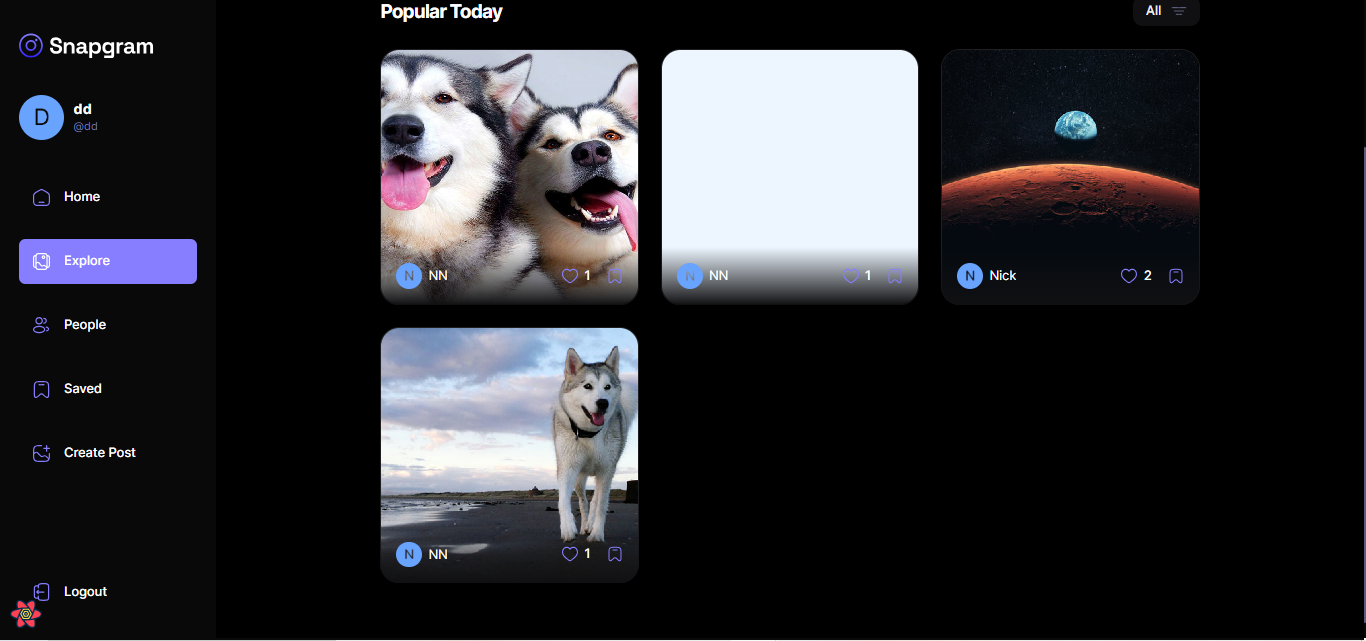 Snapgram
D
dd
@dd
Home
Explore
People
Saved
Create Post
Logout
Popular Today
All
N NN 1
N NN 1
N Nick 2
N NN 1